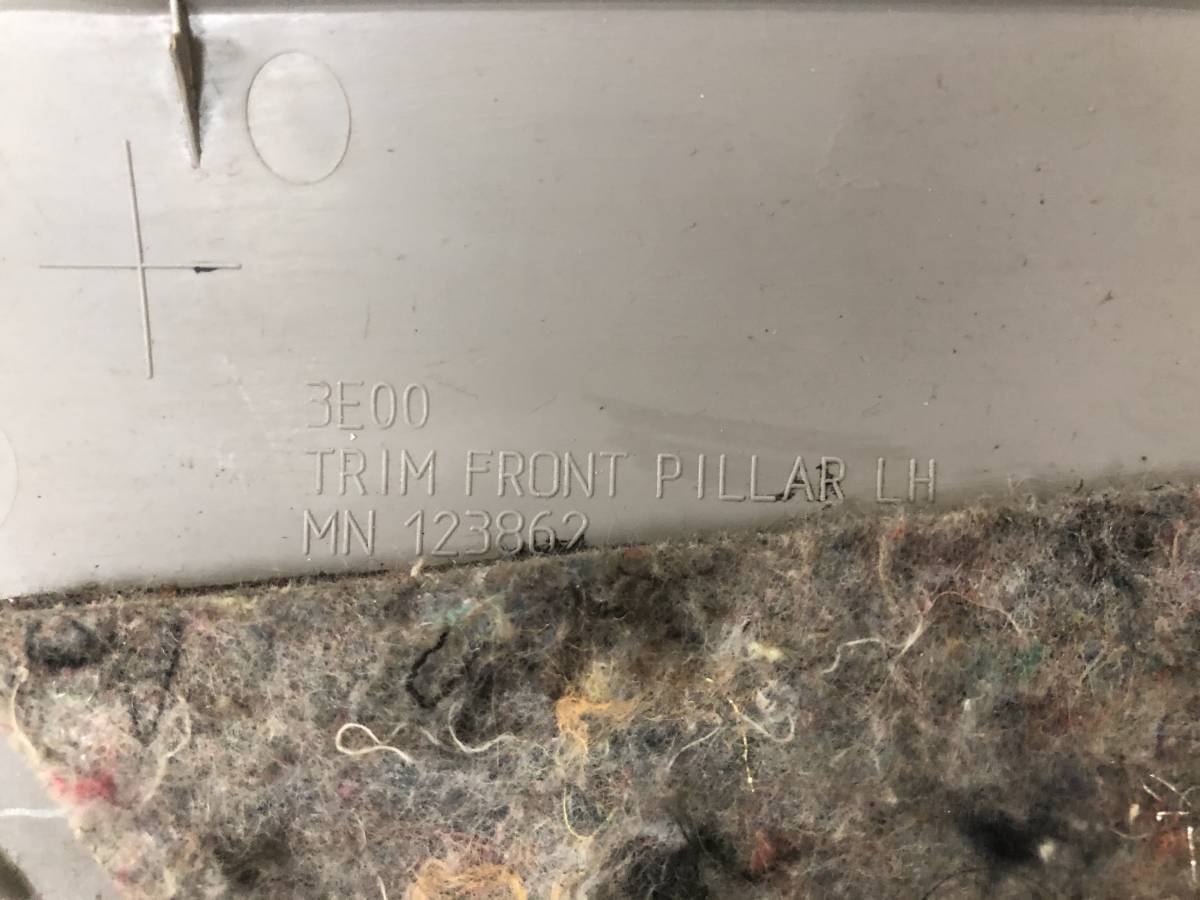 3E00
TRIM FRONT PILLAR LH
MN 123862